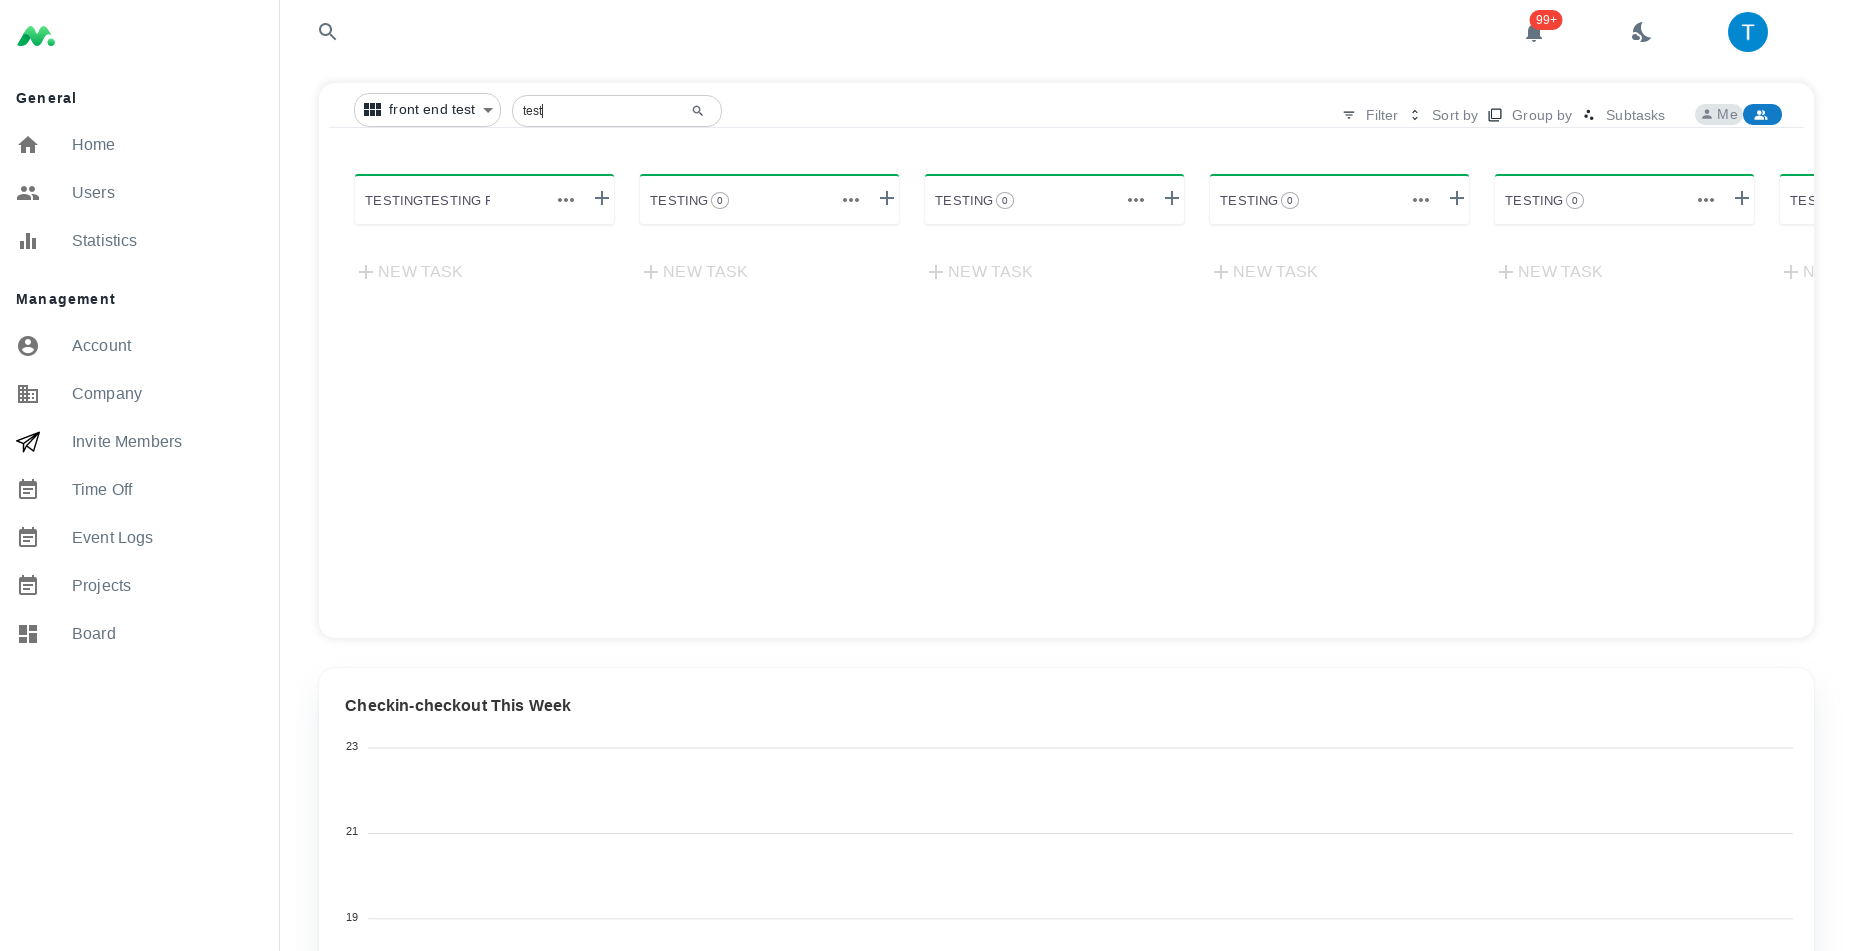 99+
T
General
Home
Users
Statistics
Management
Account
Company
Invite Members
Time Off
Event Logs
Projects
Board
front end test
test
Filter Sort by Group by Subtasks Me
TESTINGTESTING F
TESTING 0
TESTING 0
TESTING 0
TESTING 0
TES
NEW TASK
NEW TASK
NEW TASK
NEW TASK
NEW TASK
N
Checkin-checkout This Week
23
21
19